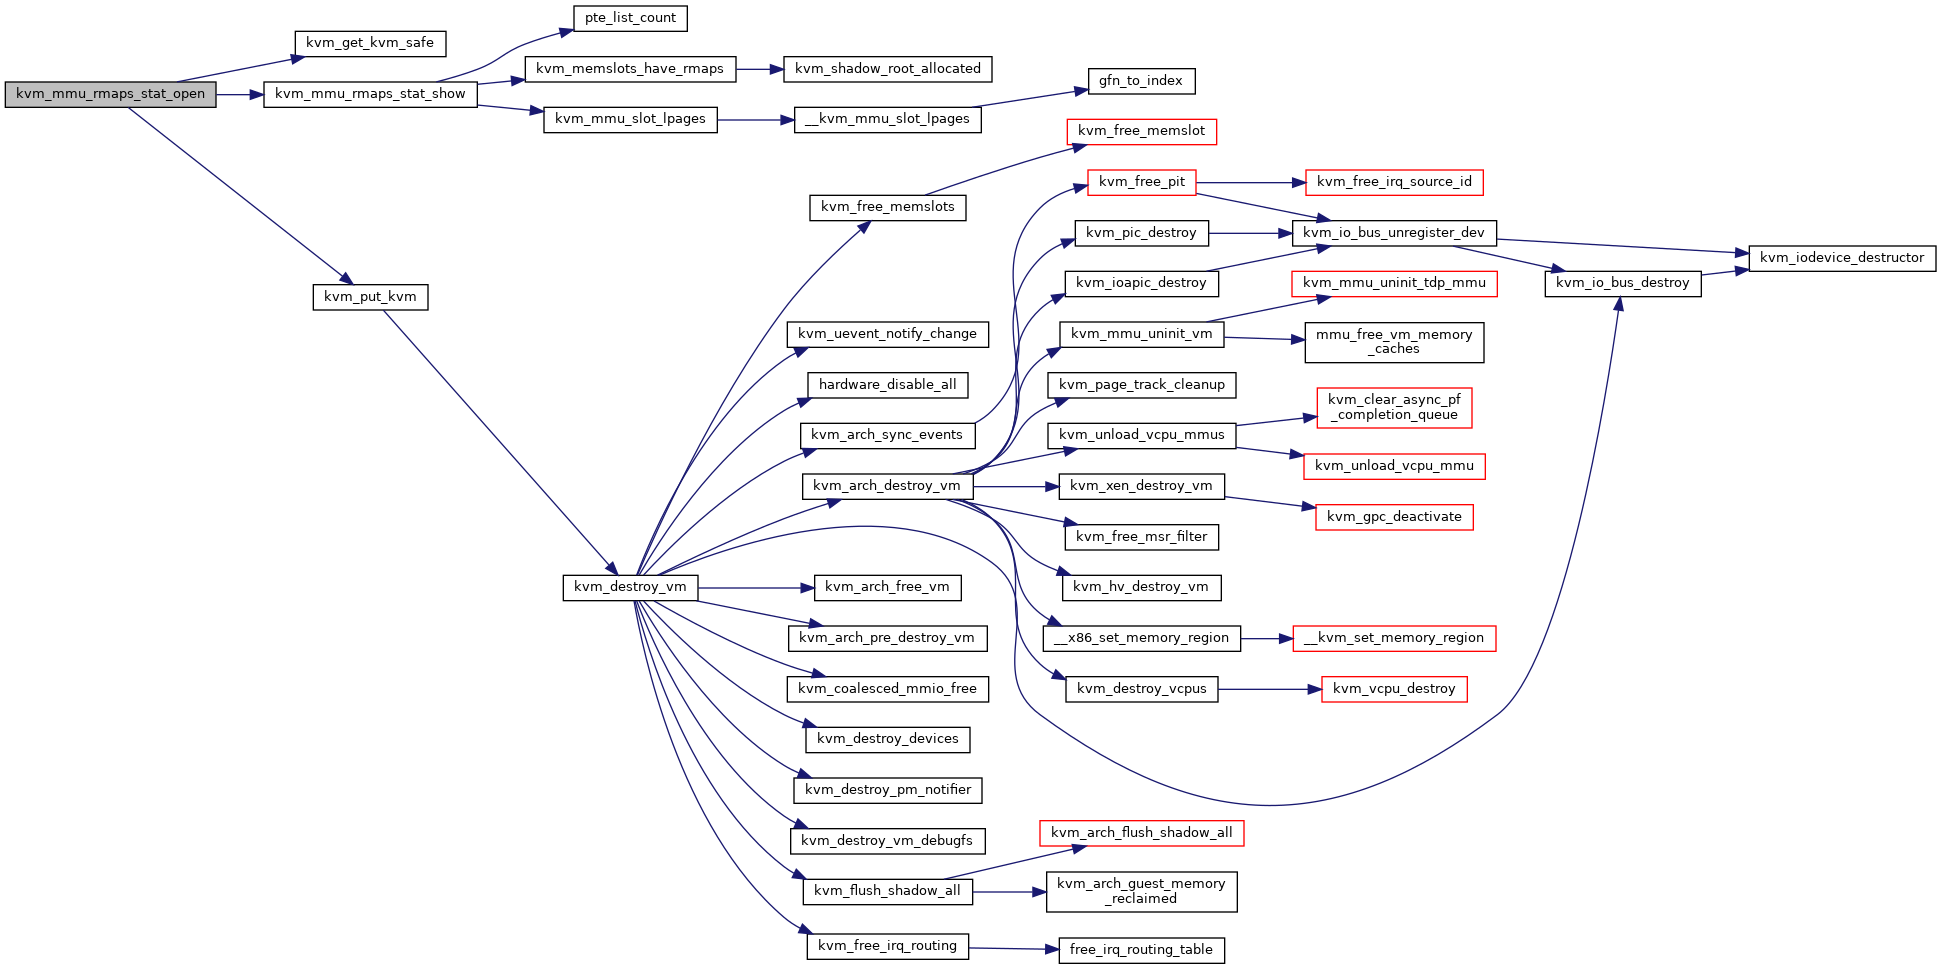 kvm_mmu_rmaps_stat_open
kvm_get_kvm_safe
kvm_mmu_rmaps_stat_show
kvm_put_kvm
pte_list_count
kvm_memslots_have_rmaps
kvm_mmu_slot_lpages
kvm_destroy_vm
kvm_shadow_root_allocated
__kvm_mmu_slot_lpages
kvm_free_memslots
kvm_uevent_notify_change
hardware_disable_all
kvm_arch_sync_events
kvm_arch_destroy_vm
kvm_arch_free_vm
kvm_arch_pre_destroy_vm
kvm_coalesced_mmio_free
kvm_destroy_devices
kvm_destroy_pm_notifier
kvm_destroy_vm_debugfs
kvm_flush_shadow_all
kvm_free_irq_routing
gfn_to_index
kvm_free_memslot
kvm_free_pit
kvm_pic_destroy
kvm_ioapic_destroy
kvm_mmu_uninit_vm
kvm_page_track_cleanup
kvm_unload_vcpu_mmus
kvm_xen_destroy_vm
kvm_free_msr_filter
kvm_hv_destroy_vm
__x86_set_memory_region
kvm_destroy_vcpus
kvm_arch_flush_shadow_all
kvm_arch_guest_memory
_reclaimed
free_irq_routing_table
kvm_free_irq_source_id
kvm_io_bus_unregister_dev
kvm_mmu_uninit_tdp_mmu
mmu_free_vm_memory
_caches
kvm_clear_async_pf
_completion_queue
kvm_unload_vcpu_mmu
kvm_gpc_deactivate
__kvm_set_memory_region
kvm_vcpu_destroy
kvm_io_bus_destroy
kvm_iodevice_destructor